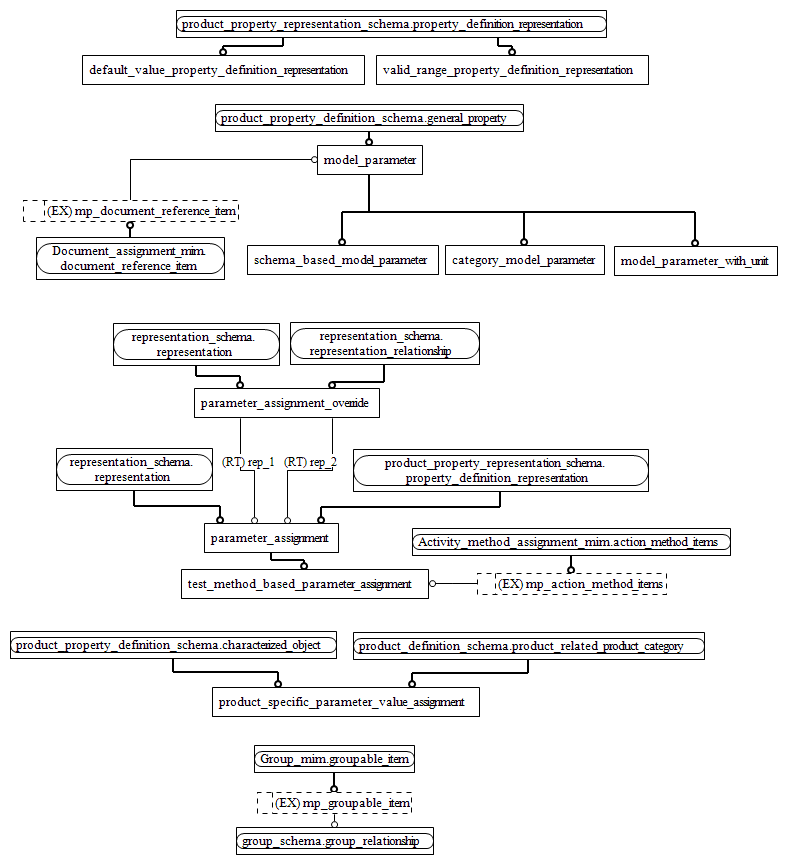 product_property_representation_schema.property_definition_representation
default_value_property_definition_representation
valid_range_property_definition_representation
product_property_definition_schema.general_property
model_parameter
(EX) mp_document_reference_item
Document_assignment_mim.
document_reference_item
schema_based_model_parameter
category_model_parameter
model_parameter_with_unit
representation_schema.
representation
representation_schema.
representation_relationship
parameter_assignment_override
(RT) rep_1
(RT) rep_2
representation_schema.
representation
product_property_representation_schema.
property_definition_representation
parameter_assignment
Activity_method_assignment_mim.action_method_items
test_method_based_parameter_assignment
(EX) mp_action_method_items
product_property_definition_schema.characterized_object
product_definition_schema.product_related_product_category
product_specific_parameter_value_assignment
Group_mim.groupable_item
(EX) mp_groupable_item
group_schema.group_relationship